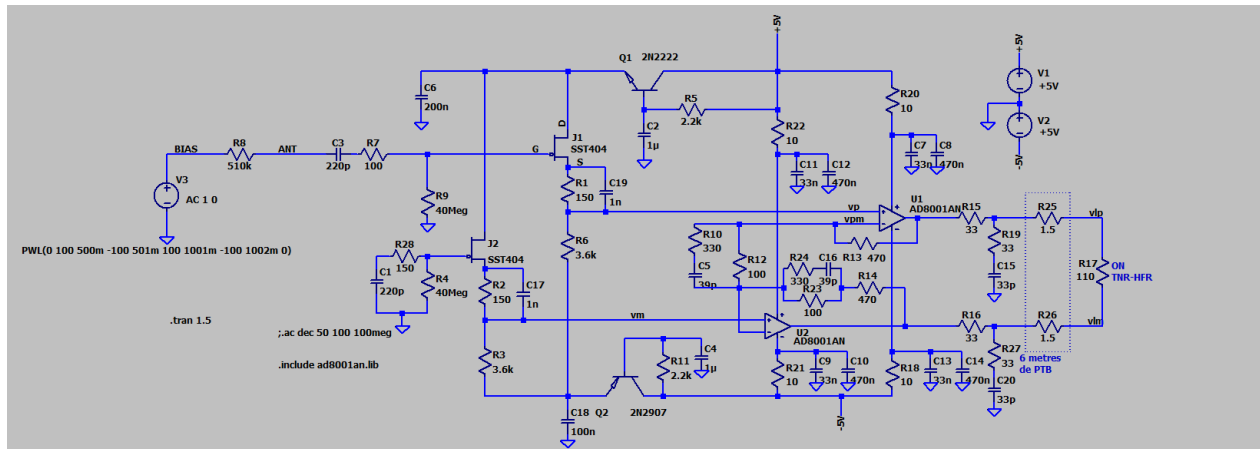 +5V
Q1 2N2222
C6
200n
R5
2.2k
C2
1µ
D
J1
SST404
G
S
BIAS
R8
510k
ANT
C3
220p
R7
100
V3
AC 1 0
R9
40Meg
PWL(0 100 500m -100 501m 100 1001m -100 1002m 0)
R1
150
C19
1n
R6
3.6k
R28
150
C1
220p
R4
40Meg
J2
SST404
R2
150
C17
1n
R3
3.6k
.tran 1.5
;.ac dec 50 100 100meg
.include ad8001an.lib
vm
C18
100n
Q2
2N2907
R11
2.2k
C4
1µ
R22
10
C11
33n
C12
470n
R20
10
C7
33n
C8
470n
vp
vpm
U1
AD8001AN
R10
330
C5
39p
R12
100
R13 470
R24
330
C16
39p
R23
100
R14
470
U2
AD8001AN
R21
10
C9
33n
C10
470n
R18
10
C13
33n
C14
470n
-5V
R15
33
R19
33
C15
33p
R16
33
R27
33
C20
33p
R25
1.5
R26
1.5
vlp
vlm
R17
110
ON
TNR-HFR
6 metres
de PTB
+5V
V1
+5V
V2
+5V
-5V